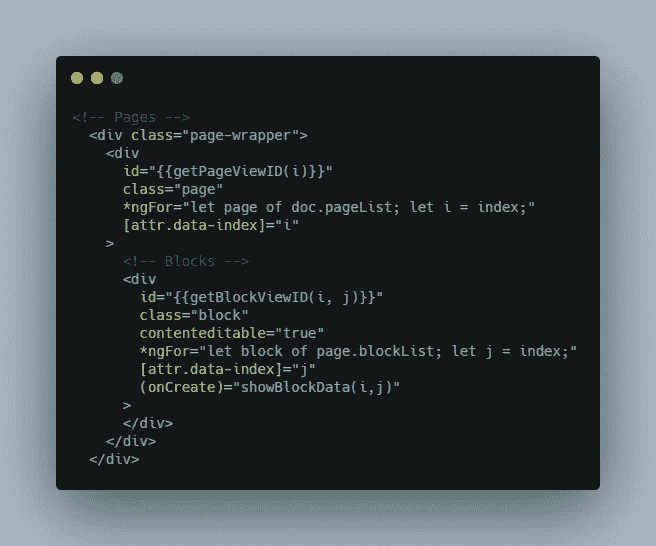 <!-- Pages -->
<div class="page-wrapper">
<div
id="{{getPageViewID(i)}}"
class="page"
*ngFor="let page of doc.pageList; let i = index;"
[attr.data-index]="i"
>
<!-- Blocks -->
<div
id="{{getBlockViewID(i, j)}}"
class="block"
contenteditable="true"
*ngFor="let block of page.blockList; let j = index;"
[attr.data-index]="j"
(onCreate)="showBlockData(i,j)"
>
</div>
</div>
</div>